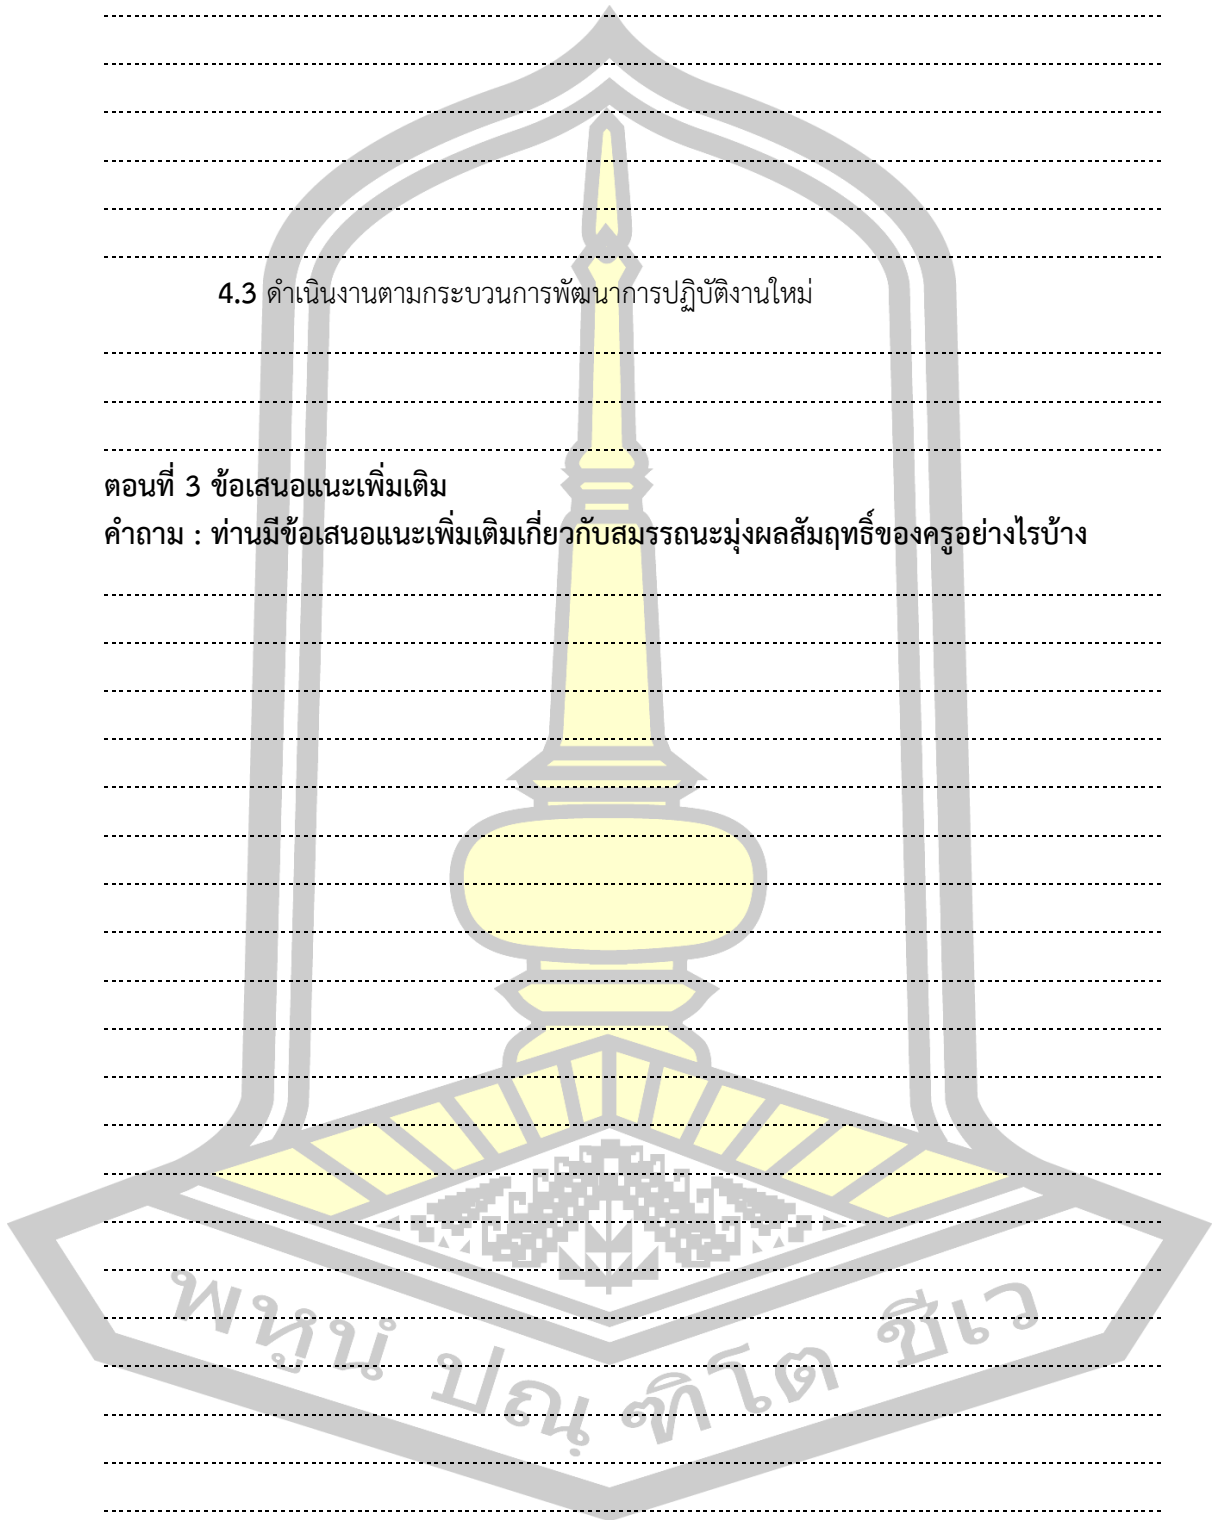 4.3 ดำเนินงานตามกระบวนการพัฒนาการปฏิบัติงานใหม่
ตอนที่ 3 ข้อเสนอแนะเพิ่มเติม
คำถาม : ท่านมีข้อเสนอแนะเพิ่มเติมเกี่ยวกับสมรรถนะมุ่งผลสัมฤทธิ์ของครูอย่างไรบ้าง
พหูนํ ปณฺฑิโต ชีเว